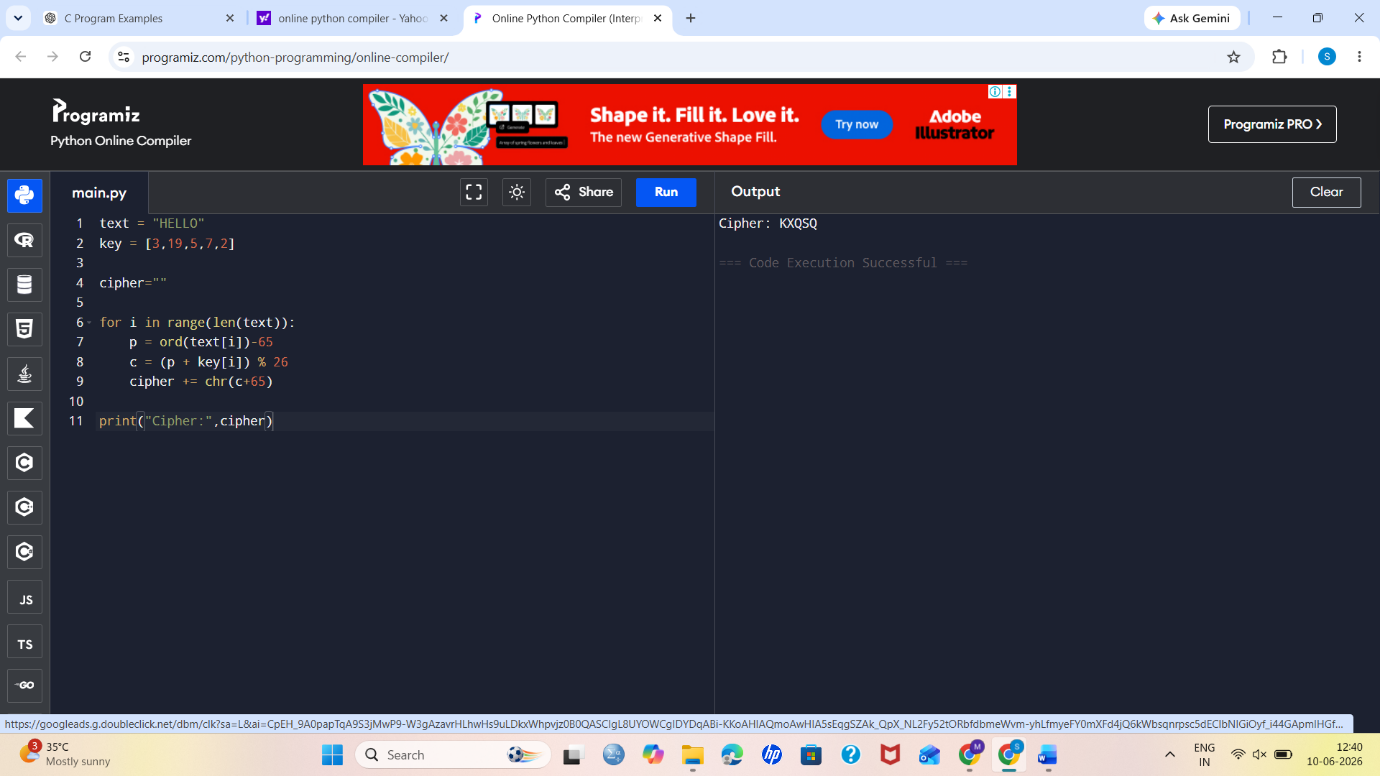 C Program Examples
online python compiler - Yahoo
Online Python Compiler (Interp
Ask Gemini
programiz.com/python-programming/online-compiler/
S
Programiz
Python Online Compiler
Shape it. Fill it. Love it.
The new Generative Shape Fill.
Generate
Try now
Adobe
Illustrator
Programiz PRO
main.py
Share
Run
Output
Clear
1 text = "HELLO"
2 key = [3,19,5,7,2]
3
4 cipher=""
5
6 for i in range(len(text)):
7 p = ord(text[i])-65
8 c = (p + key[i]) % 26
9 cipher += chr(c+65)
10
11 print("Cipher:",cipher)
Cipher: KXQSQ
=== Code Execution Successful ===
JS
TS
GO
3
35°C
Mostly sunny
Search
hp
M
S
W
ENG
IN
12:40
10-06-2026